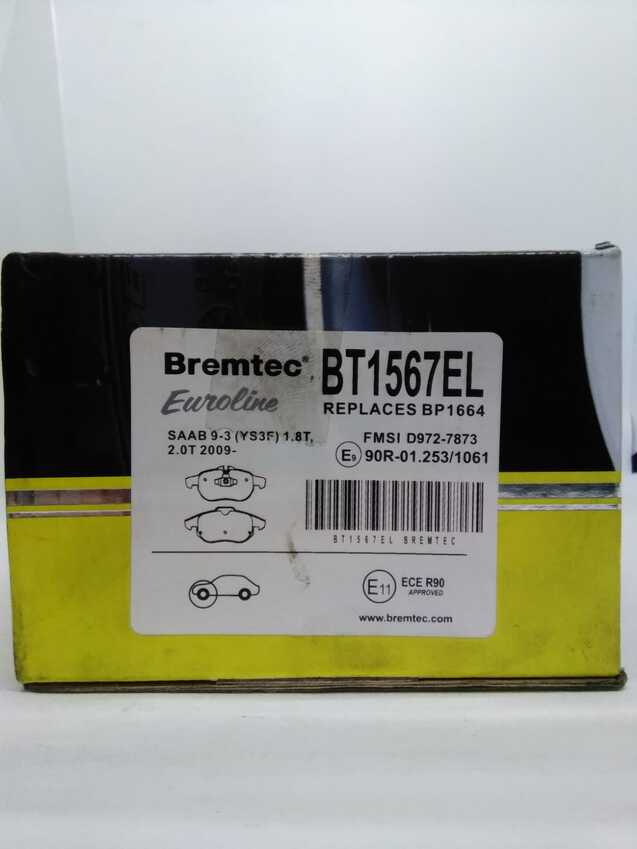 Bremtec®
Euroline
BT1567EL
REPLACES BP1664
SAAB 9-3 (YS3F) 1.8T,
2.0T 2009-
FMSI D972-7873
E9 90R-01.253/1061
BT1567EL BREMTEC
E11 ECE R90
APPROVED
www.bremtec.com